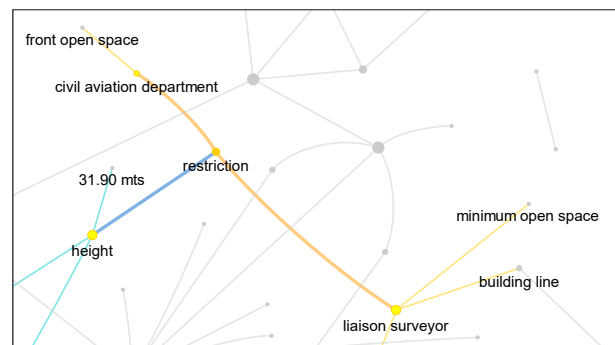 front open space
civil aviation department
restriction
31.90 mts
minimum open space
height
building line
liaison surveyor